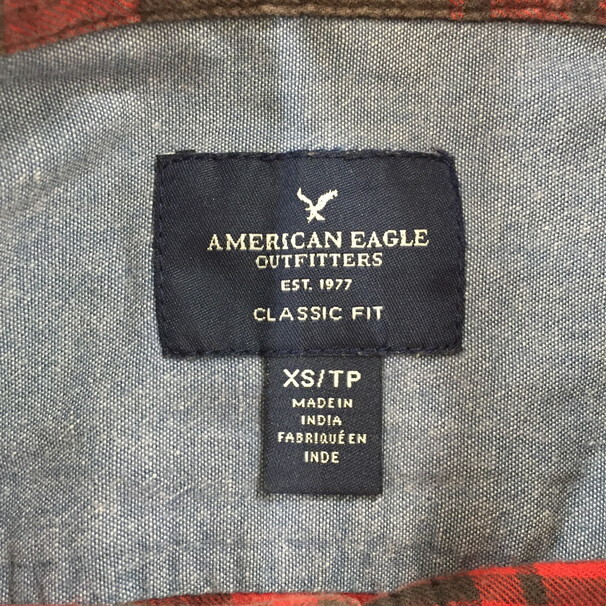 AMERICAN EAGLE
OUTFITTERS
EST. 1977
CLASSIC FIT
XS/TP
MADE IN
INDIA
FABRIQUÉ EN
INDE